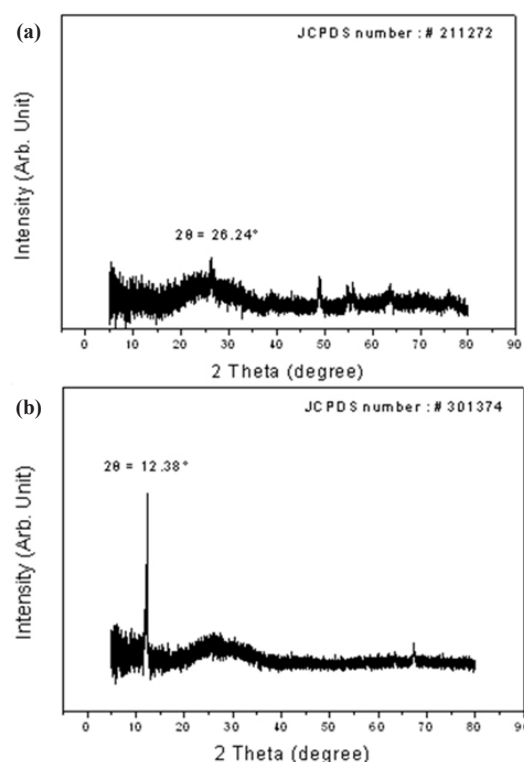 (a)
JCPDS number : # 211272
Intensity (Arb. Unit)
2θ = 26.24°
0 10 20 30 40 50 60 70 80 90
2 Theta (degree)
(b)
JCPDS number : # 301374
Intensity (Arb. Unit)
2θ = 12.38°
0 10 20 30 40 50 60 70 80 90
2 Theta (degree)